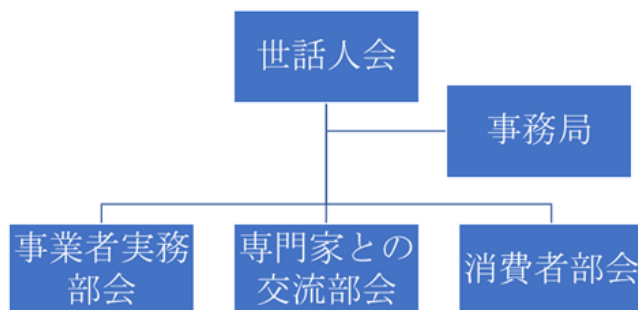 世話人会
事務局
事業者実務
部会
専門家との
交流部会
消費者部会